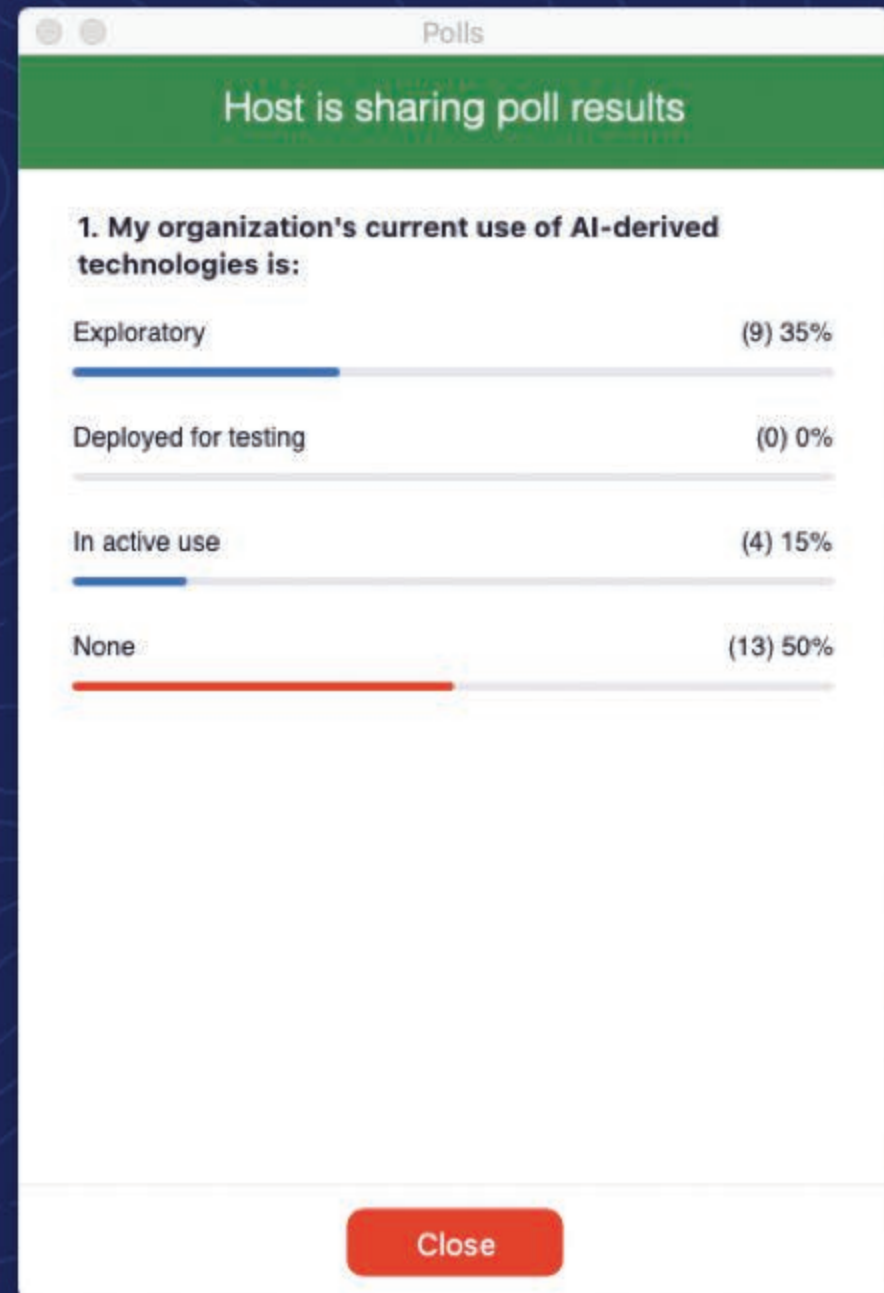 Polls
Host is sharing poll results
1. My organization's current use of AI-derived
technologies is:
Exploratory (9) 35%
Deployed for testing (0) 0%
In active use (4) 15%
None (13) 50%
Close